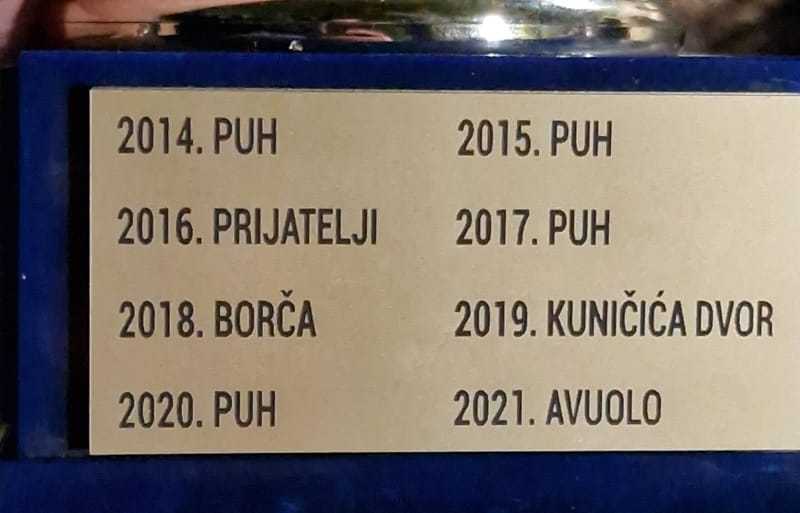 2014. PUH 2015. PUH
2016. PRIJATELJI 2017. PUH
2018. BORČA 2019. KUNIČIĆA DVOR
2020. PUH 2021. AVUOLO